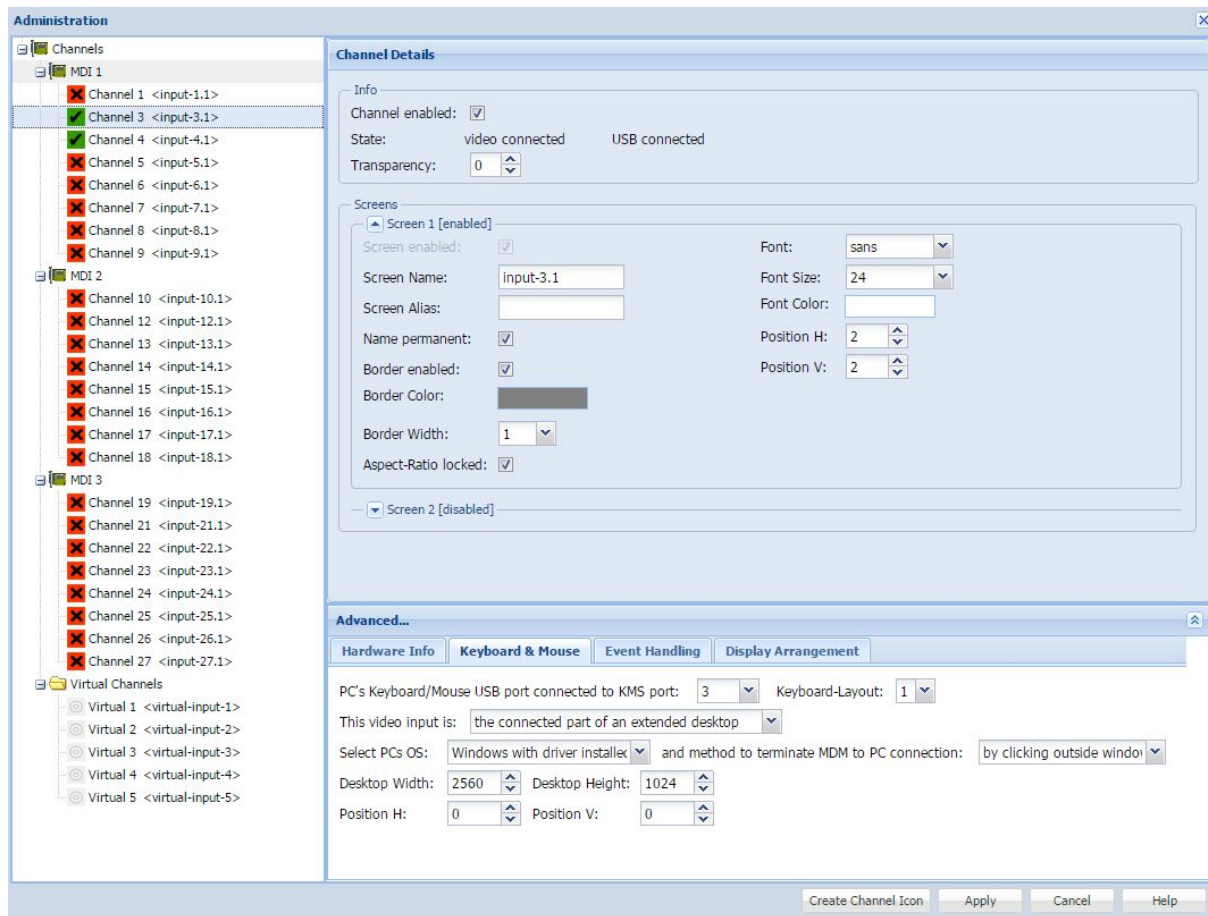 Administration
Channels
MDI 1
Channel 1 <input-1.1>
Channel 3 <input-3.1>
Channel 4 <input-4.1>
Channel 5 <input-5.1>
Channel 6 <input-6.1>
Channel 7 <input-7.1>
Channel 8 <input-8.1>
Channel 9 <input-9.1>
MDI 2
Channel 10 <input-10.1>
Channel 12 <input-12.1>
Channel 13 <input-13.1>
Channel 14 <input-14.1>
Channel 15 <input-15.1>
Channel 16 <input-16.1>
Channel 17 <input-17.1>
Channel 18 <input-18.1>
MDI 3
Channel 19 <input-19.1>
Channel 21 <input-21.1>
Channel 22 <input-22.1>
Channel 23 <input-23.1>
Channel 24 <input-24.1>
Channel 25 <input-25.1>
Channel 26 <input-26.1>
Channel 27 <input-27.1>
Virtual Channels
Virtual 1 <virtual-input-1>
Virtual 2 <virtual-input-2>
Virtual 3 <virtual-input-3>
Virtual 4 <virtual-input-4>
Virtual 5 <virtual-input-5>
Channel Details
Info
Channel enabled:
State: video connected USB connected
Transparency: 0
Screens
Screen 1 [enabled]
Screen enabled:
Screen Name: input-3.1
Screen Alias:
Name permanent:
Border enabled:
Border Color:
Border Width: 1
Aspect-Ratio locked:
Font: sans
Font Size: 24
Font Color:
Position H: 2
Position V: 2
Screen 2 [disabled]
Advanced...
Hardware Info Keyboard & Mouse Event Handling Display Arrangement
PC's Keyboard/Mouse USB port connected to KMS port: 3 Keyboard-Layout: 1
This video input is: the connected part of an extended desktop
Select PCs OS: Windows with driver installec and method to terminate MDM to PC connection: by clicking outside windo
Desktop Width: 2560 Desktop Height: 1024
Position H: 0 Position V: 0
Create Channel Icon Apply Cancel Help